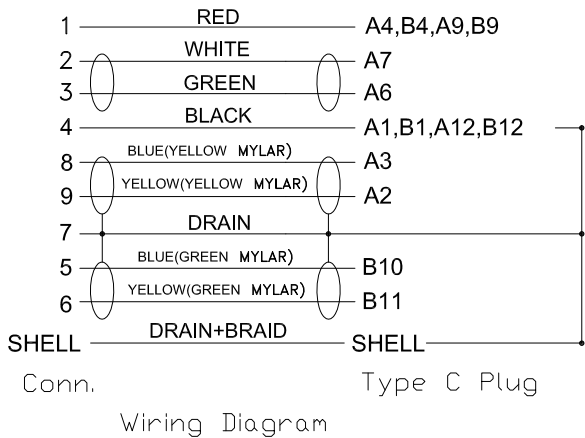 1 RED A4,B4,A9,B9
2 WHITE A7
3 GREEN A6
4 BLACK A1,B1,A12,B12
8 BLUE(YELLOW MYLAR) A3
9 YELLOW(YELLOW MYLAR) A2
7 DRAIN
5 BLUE(GREEN MYLAR) B10
6 YELLOW(GREEN MYLAR) B11
SHELL DRAIN+BRAID SHELL
Conn. Type C Plug
Wiring Diagram